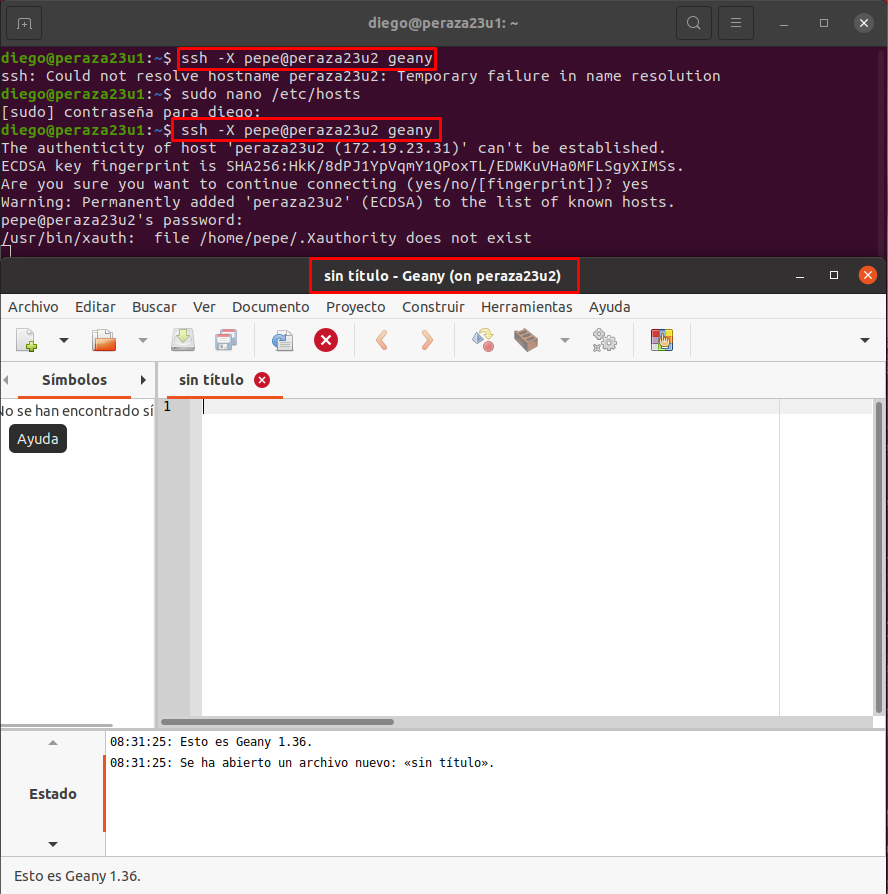 diego@peraza23u1: ~
diego@peraza23u1:~$ ssh -X pepe@peraza23u2 geany
ssh: Could not resolve hostname peraza23u2: Temporary failure in name resolution
diego@peraza23u1:~$ sudo nano /etc/hosts
[sudo] contraseña para diego:
diego@peraza23u1:~$ ssh -X pepe@peraza23u2 geany
The authenticity of host 'peraza23u2 (172.19.23.31)' can't be established.
ECDSA key fingerprint is SHA256:HkK/8dPJ1YpVqmY1QPoxTL/EDWKuVHa0MFLSgyXIMSs.
Are you sure you want to continue connecting (yes/no/[fingerprint])? yes
Warning: Permanently added 'peraza23u2' (ECDSA) to the list of known hosts.
pepe@peraza23u2's password:
/usr/bin/xauth:  file /home/pepe/.Xauthority does not exist
sin título - Geany (on peraza23u2)
Archivo Editar Buscar Ver Documento Proyecto Construir Herramientas Ayuda
Símbolos sin título
No se han encontrado sí
1
Ayuda
08:31:25: Esto es Geany 1.36.
08:31:25: Se ha abierto un archivo nuevo: «sin título».
Estado
Esto es Geany 1.36.